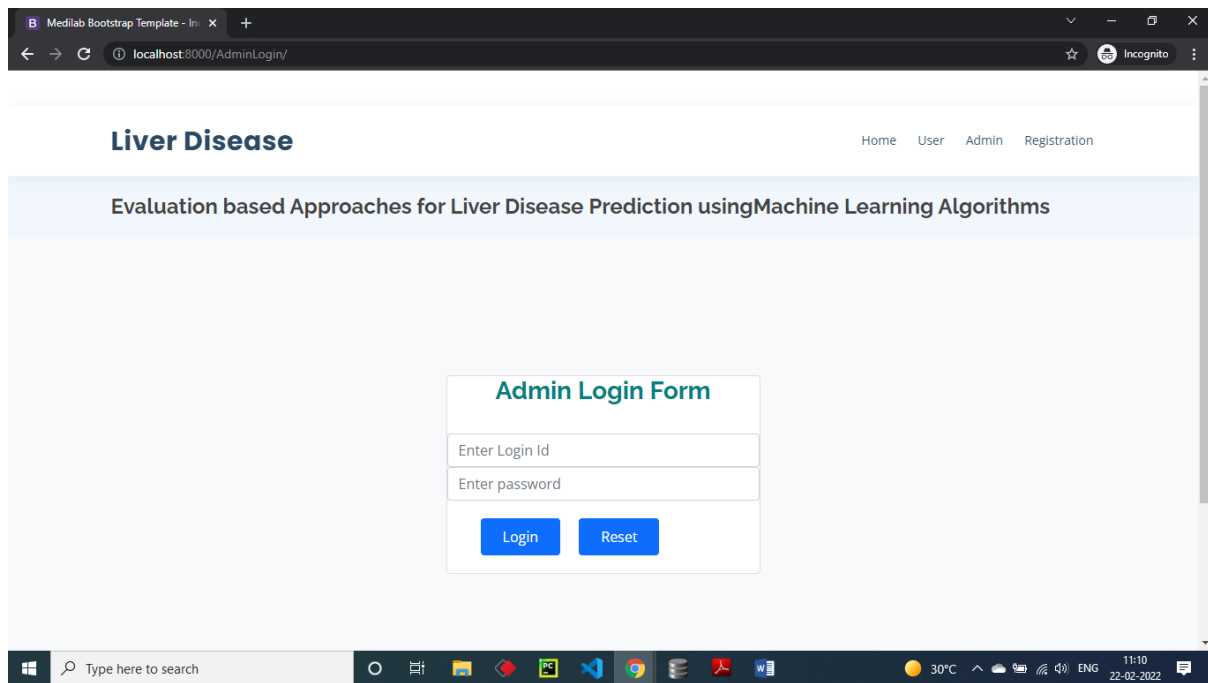 B Medilab Bootstrap Template - In
localhost:8000/AdminLogin/
Incognito
Liver Disease
Home User Admin Registration
Evaluation based Approaches for Liver Disease Prediction usingMachine Learning Algorithms
Admin Login Form
Enter Login Id
Enter password
Login Reset
Type here to search
PC
W
30°C
ENG
11:10
22-02-2022